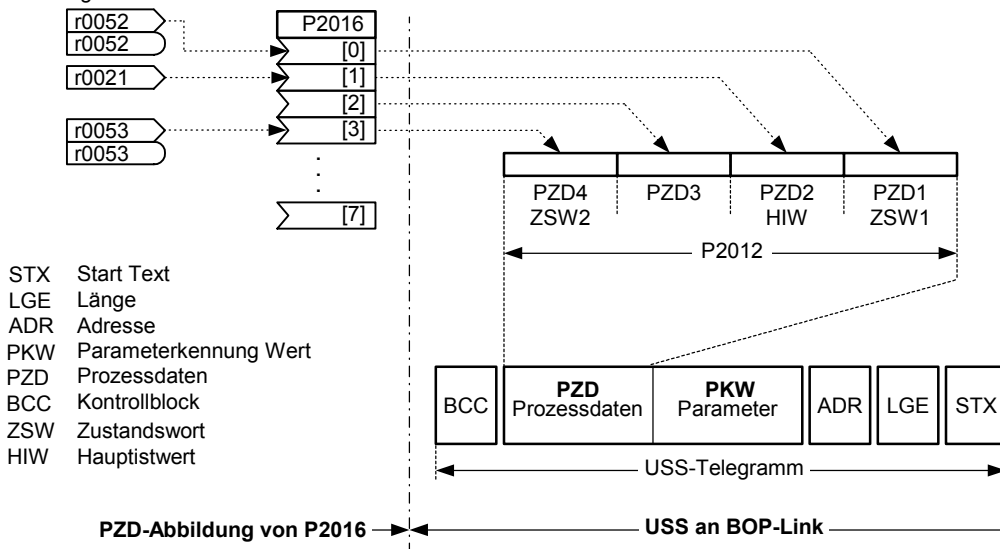 r0052
r0052
r0021
r0053
r0053
P2016
[0]
[1]
[2]
[3]
[7]
PZD4 PZD3 PZD2 PZD1
ZSW2 HIW ZSW1
P2012
STX Start Text
LGE Länge
ADR Adresse
PKW Parameterkennung Wert
PZD Prozessdaten
BCC Kontrollblock
ZSW Zustandswort
HIW Hauptistwert
BCC
PZD
Prozessdaten
PKW
Parameter
ADR
LGE
STX
USS-Telegramm
PZD-Abbildung von P2016
USS an BOP-Link